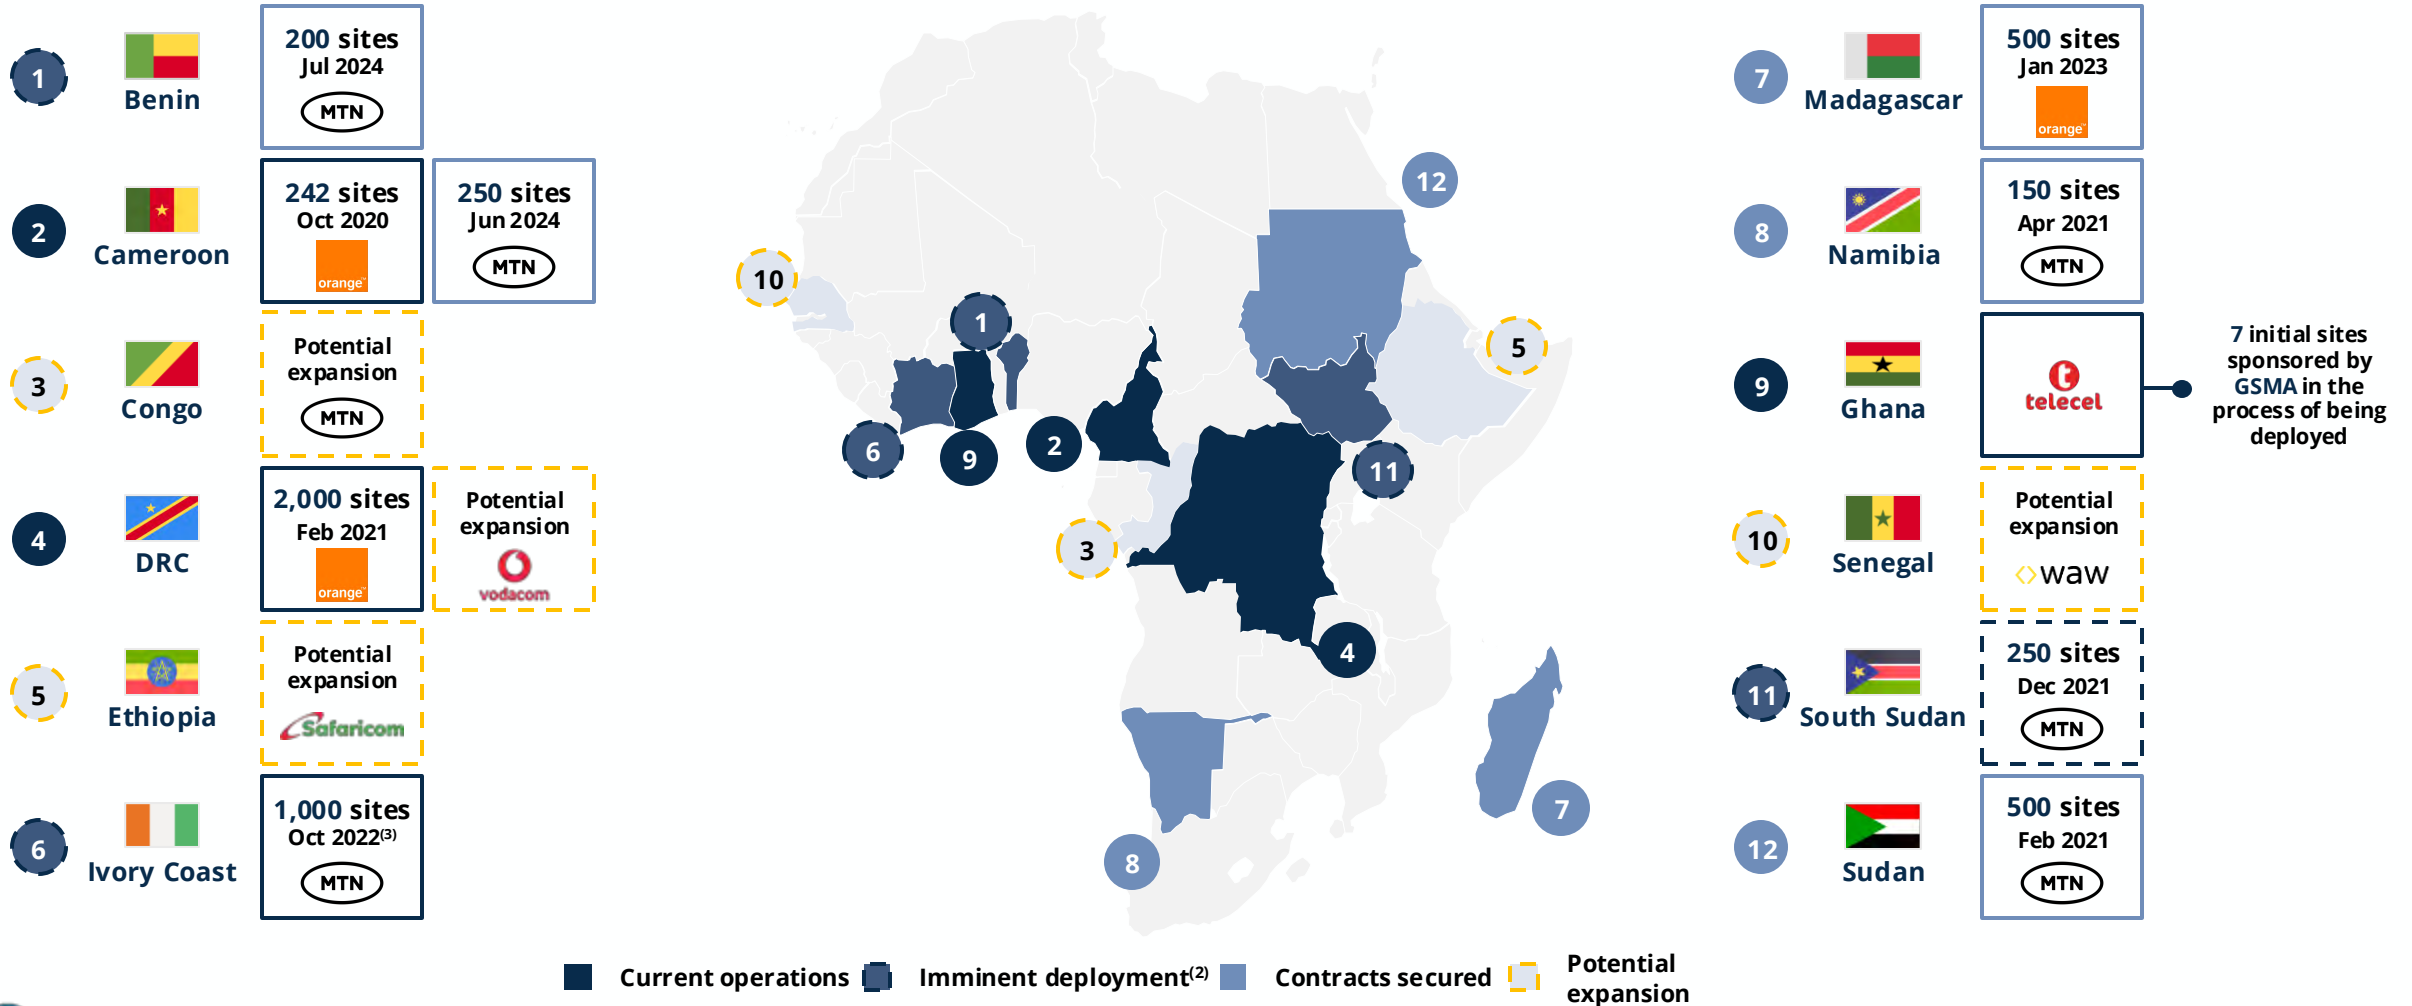 1
Benin
200 sites
Jul 2024
MTN
2
Cameroon
242 sites
Oct 2020
orange™
250 sites
Jun 2024
MTN
3
Congo
Potential
expansion
MTN
4
DRC
2,000 sites
Feb 2021
orange™
Potential
expansion
vodacom
5
Ethiopia
Potential
expansion
Safaricom
6
Ivory Coast
1,000 sites
Oct 2022(3)
MTN
12
10
1
5
6
9
2
11
3
4
7
8
7
Madagascar
500 sites
Jan 2023
orange™
8
Namibia
150 sites
Apr 2021
MTN
9
Ghana
telecel
7 initial sites
sponsored by
GSMA in the
process of being
deployed
10
Senegal
Potential
expansion
<>waw
11
South Sudan
250 sites
Dec 2021
MTN
12
Sudan
500 sites
Feb 2021
MTN
Current operations
Imminent deployment(2)
Contracts secured
Potential
expansion